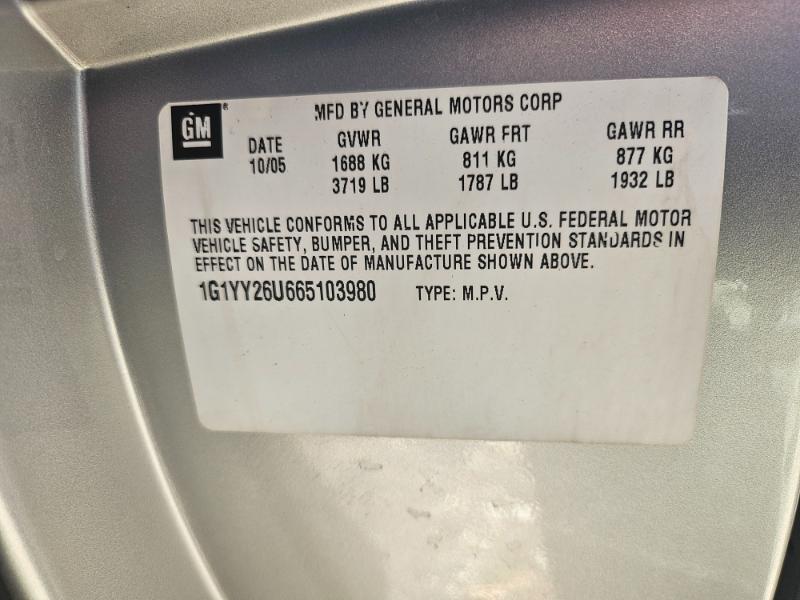 GM®
MFD BY GENERAL MOTORS CORP
DATE GVWR GAWR FRT GAWR RR
10/05 1688 KG 811 KG 877 KG
3719 LB 1787 LB 1932 LB
THIS VEHICLE CONFORMS TO ALL APPLICABLE U.S. FEDERAL MOTOR
VEHICLE SAFETY, BUMPER, AND THEFT PREVENTION STANDARDS IN
EFFECT ON THE DATE OF MANUFACTURE SHOWN ABOVE.
1G1YY26U665103980 TYPE: M.P.V.